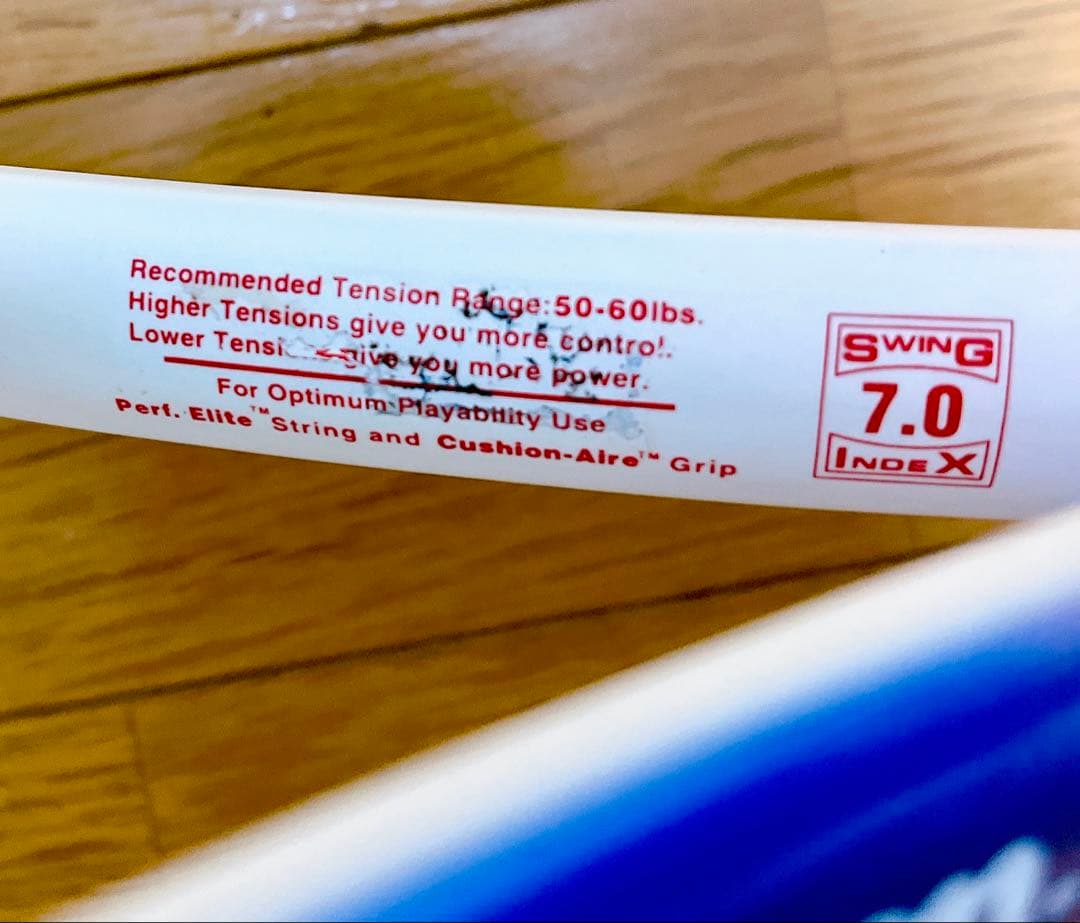 Recommended Tension Range:50-60lbs.
Higher Tensions give you more control.
Lower give you more power.
For Optimum Playability Use
Perf. Elite™ String and Cushion-Aire™ Grip
SWING
7.0
INDEX